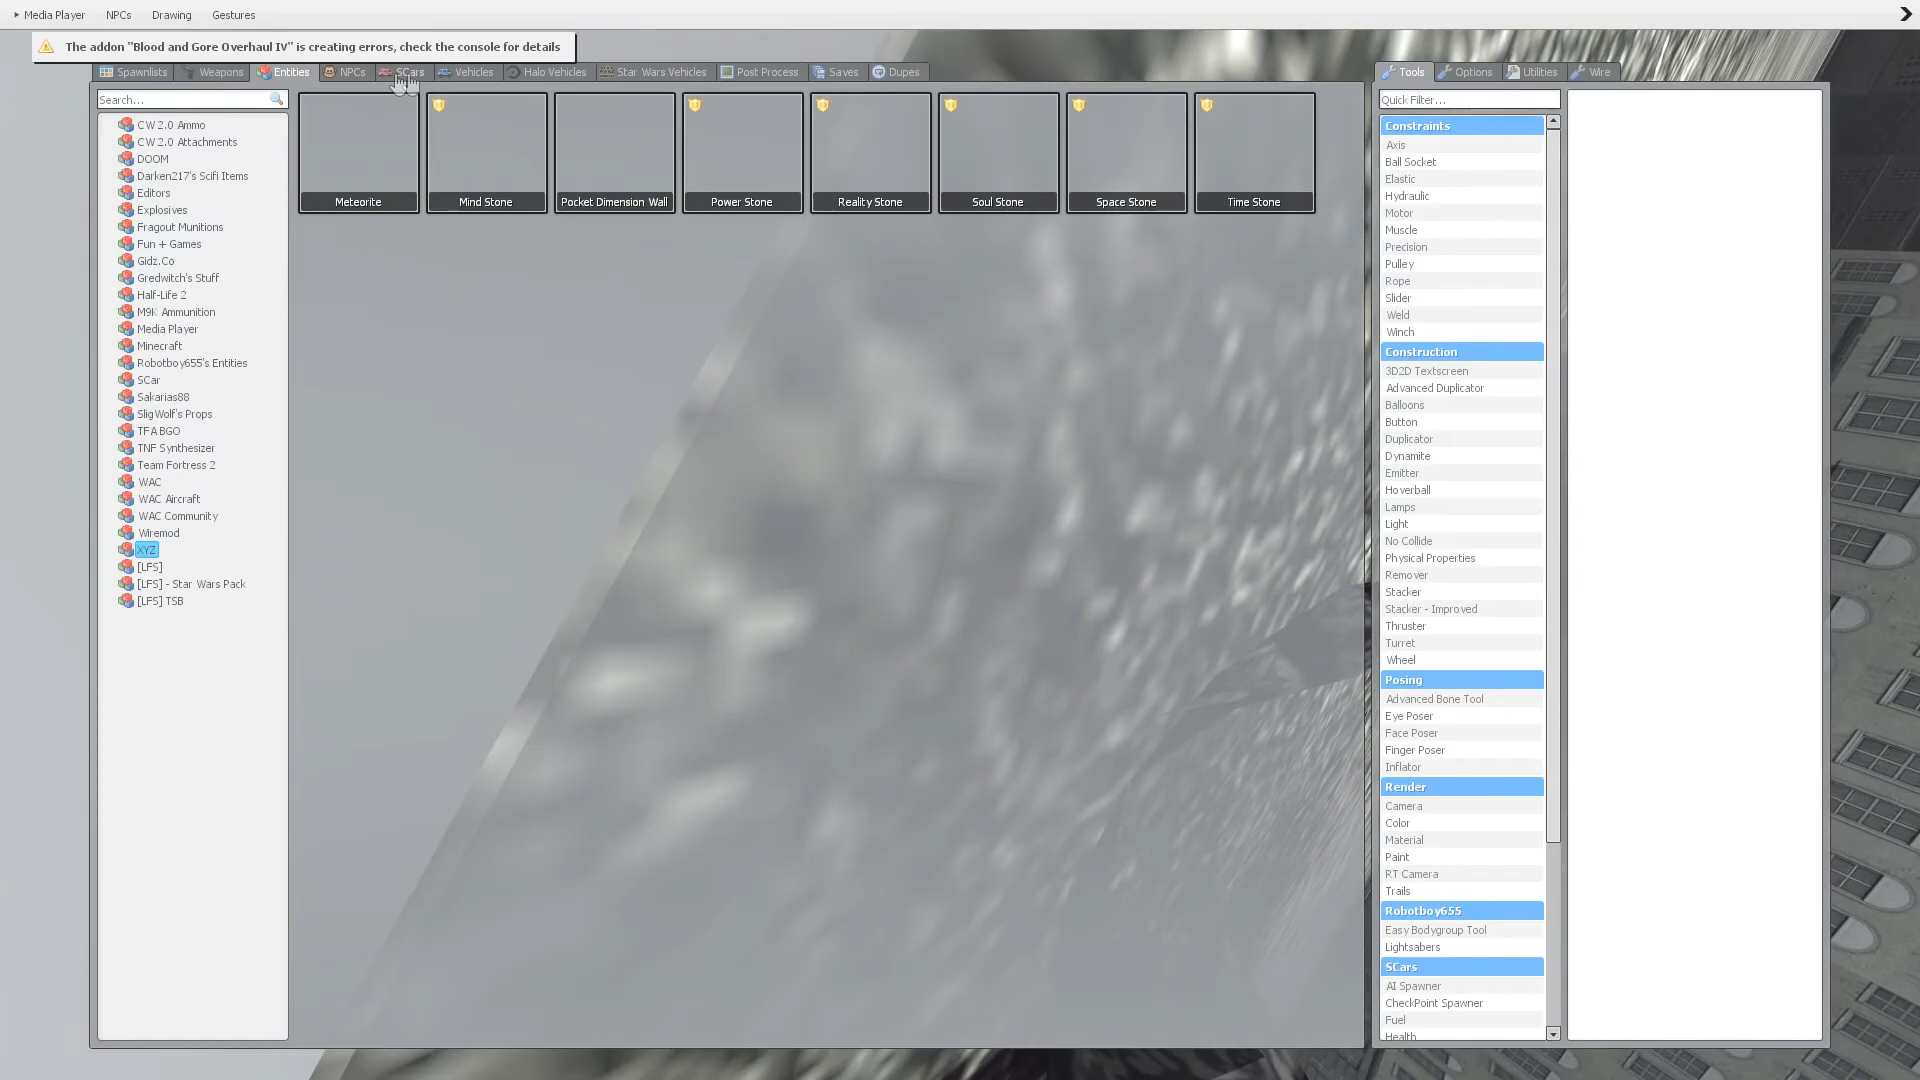 Media Player NPCs Drawing Gestures
The addon "Blood and Gore Overhaul IV" is creating errors, check the console for details
Spawnlists Weapons Entities NPCs SCars Vehicles Halo Vehicles Star Wars Vehicles Post Process Saves Dupes
Search...
CW 2.0 Ammo
CW 2.0 Attachments
DOOM
Darken217's Scifi Items
Editors
Explosives
Fragout Munitions
Fun + Games
Gidz.Co
Gredwitch's Stuff
Half-Life 2
M9K Ammunition
Media Player
Minecraft
Robotboy655's Entities
SCar
Sakarias88
SligWolf's Props
TFA BGO
TNF Synthesizer
Team Fortress 2
WAC
WAC Aircraft
WAC Community
Wiremod
XYZ
[LFS]
[LFS] - Star Wars Pack
[LFS] TSB
Meteorite Mind Stone Pocket Dimension Wall Power Stone Reality Stone Soul Stone Space Stone Time Stone
Tools Options Utilities Wire
Quick Filter...
Constraints
Axis
Ball Socket
Elastic
Hydraulic
Motor
Muscle
Precision
Pulley
Rope
Slider
Weld
Winch
Construction
3D2D Textscreen
Advanced Duplicator
Balloons
Button
Duplicator
Dynamite
Emitter
Hoverball
Lamps
Light
No Collide
Physical Properties
Remover
Stacker
Stacker - Improved
Thruster
Turret
Wheel
Posing
Advanced Bone Tool
Eye Poser
Face Poser
Finger Poser
Inflator
Render
Camera
Color
Material
Paint
RT Camera
Trails
Robotboy655
Easy Bodygroup Tool
Lightsabers
SCars
AI Spawner
CheckPoint Spawner
Fuel
Health